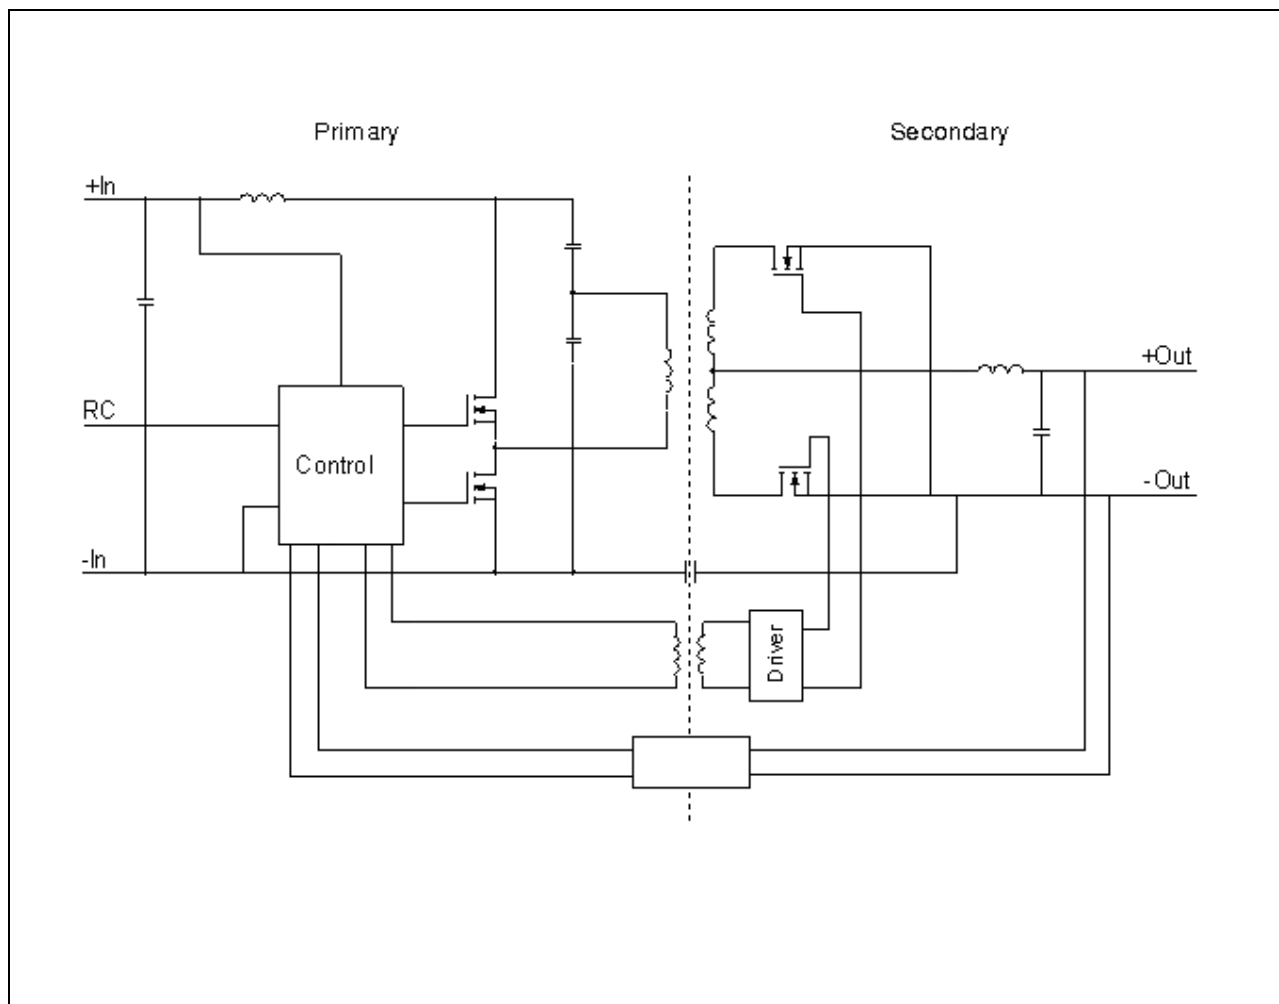 Primary
Secondary
+In
+Out
RC
Control
-Out
-In
Driver